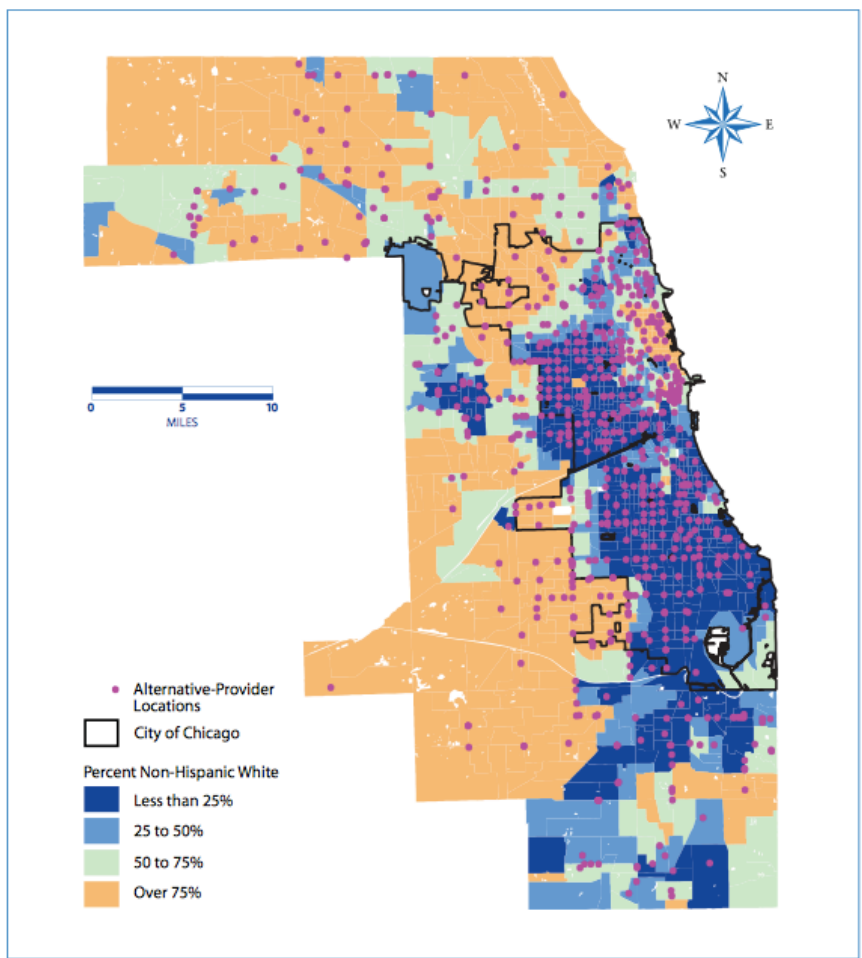 N
W E
S
0 5 10
MILES
Alternative-Provider
Locations
City of Chicago
Percent Non-Hispanic White
Less than 25%
25 to 50%
50 to 75%
Over 75%